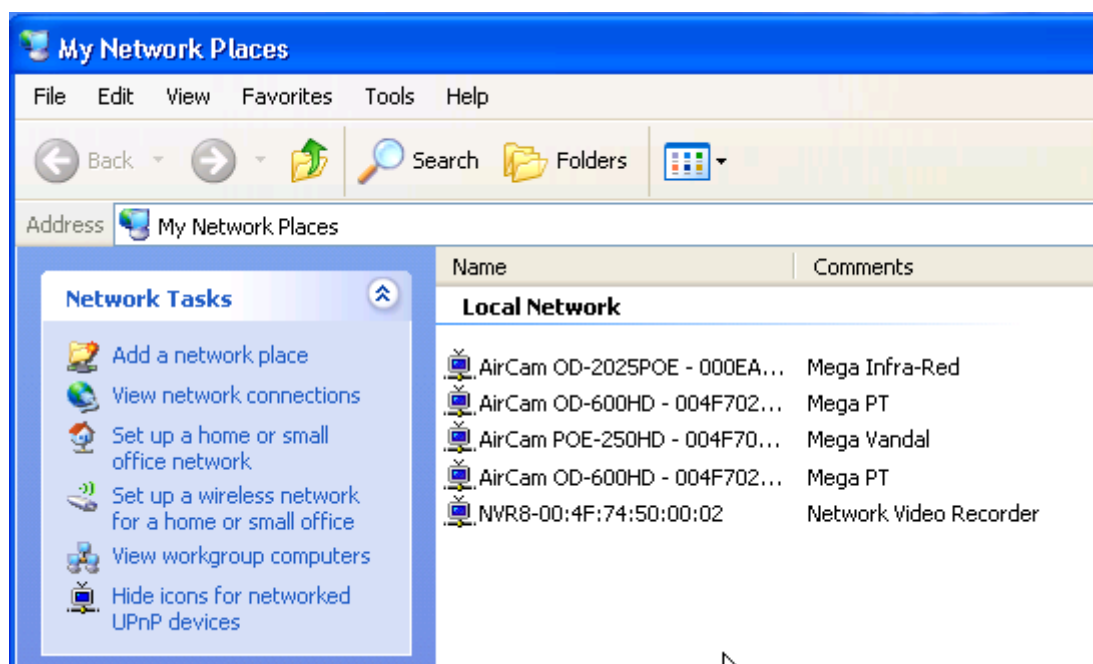 My Network Places
File Edit View Favorites Tools Help
Back Search Folders
Address My Network Places
Network Tasks
Add a network place
View network connections
Set up a home or small
office network
Set up a wireless network
for a home or small office
View workgroup computers
Hide icons for networked
UPnP devices
Name Comments
Local Network
AirCam OD-2025POE - 000EA... Mega Infra-Red
AirCam OD-600HD - 004F702... Mega PT
AirCam POE-250HD - 004F70... Mega Vandal
AirCam OD-600HD - 004F702... Mega PT
NVR8-00:4F:74:50:00:02 Network Video Recorder